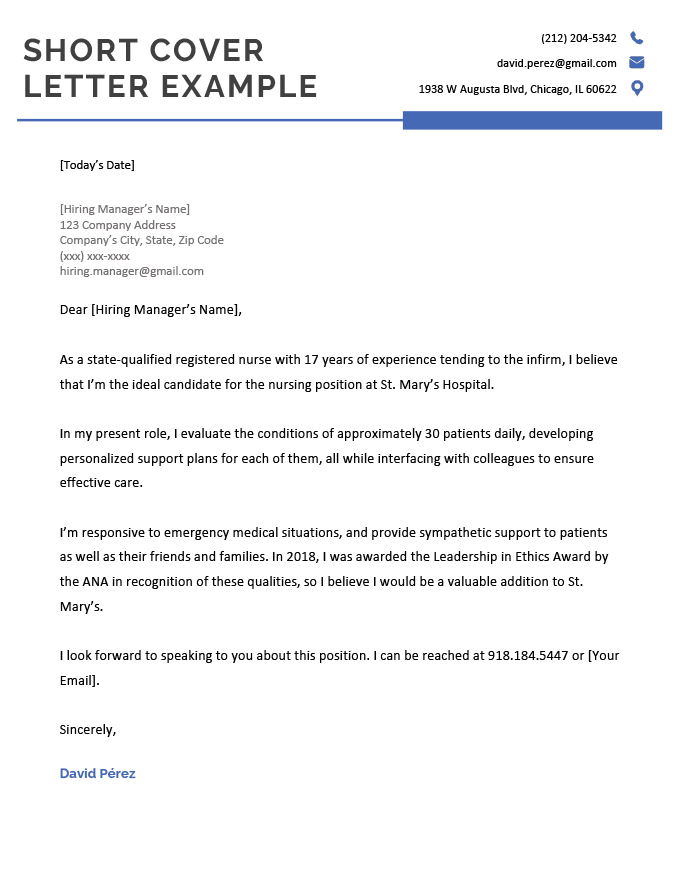 SHORT COVER
LETTER EXAMPLE
(212) 204-5342
david.perez@gmail.com
1938 W Augusta Blvd, Chicago, IL 60622
[Today’s Date]
[Hiring Manager’s Name]
123 Company Address
Company’s City, State, Zip Code
(xxx) xxx-xxxx
hiring.manager@gmail.com
Dear [Hiring Manager’s Name],
As a state-qualified registered nurse with 17 years of experience tending to the infirm, I believe
that I’m the ideal candidate for the nursing position at St. Mary’s Hospital.
In my present role, I evaluate the conditions of approximately 30 patients daily, developing
personalized support plans for each of them, all while interfacing with colleagues to ensure
effective care.
I’m responsive to emergency medical situations, and provide sympathetic support to patients
as well as their friends and families. In 2018, I was awarded the Leadership in Ethics Award by
the ANA in recognition of these qualities, so I believe I would be a valuable addition to St.
Mary’s.
I look forward to speaking to you about this position. I can be reached at 918.184.5447 or [Your
Email].
Sincerely,
David Pérez